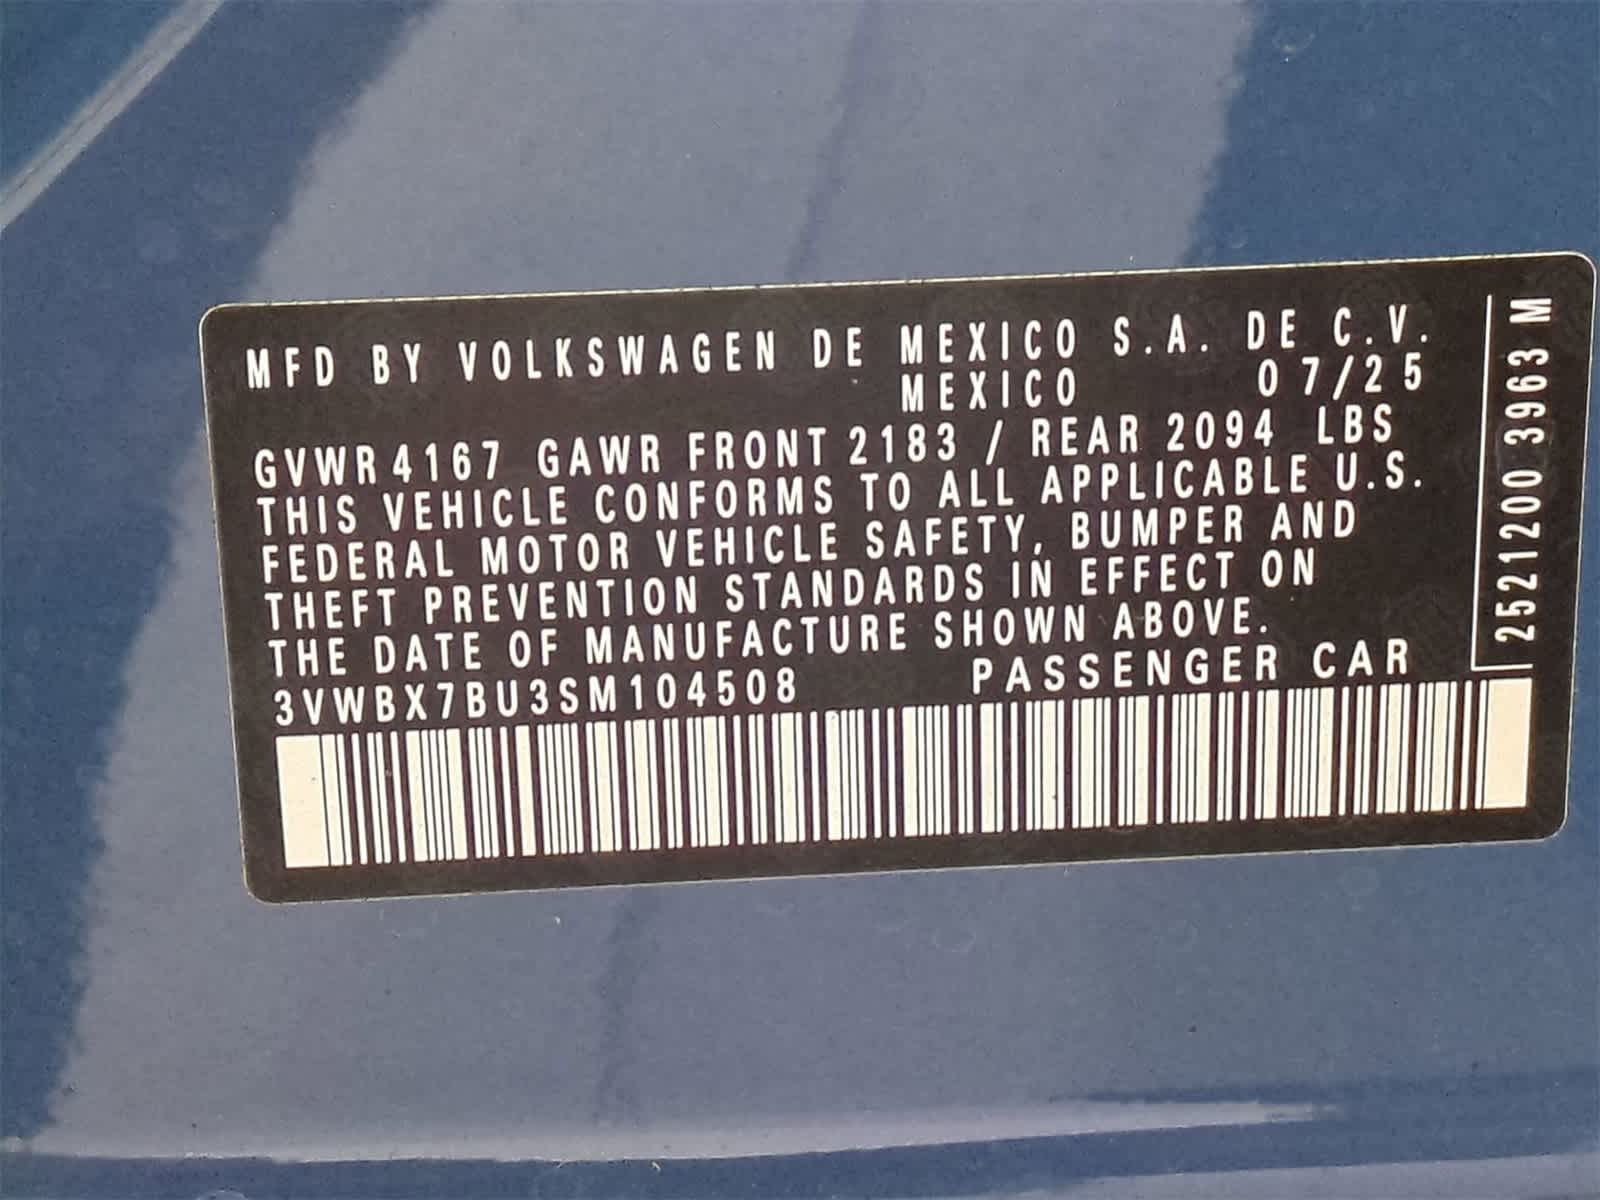 MFD BY VOLKSWAGEN DE MEXICO S.A. DE C.V.
MEXICO 07/25
GVWR 4167 GAWR FRONT 2183 / REAR 2094 LBS
THIS VEHICLE CONFORMS TO ALL APPLICABLE U.S.
FEDERAL MOTOR VEHICLE SAFETY, BUMPER AND
THEFT PREVENTION STANDARDS IN EFFECT ON
THE DATE OF MANUFACTURE SHOWN ABOVE.
3VWBX7BU3SM104508 PASSENGER CAR
2521200 3963 M